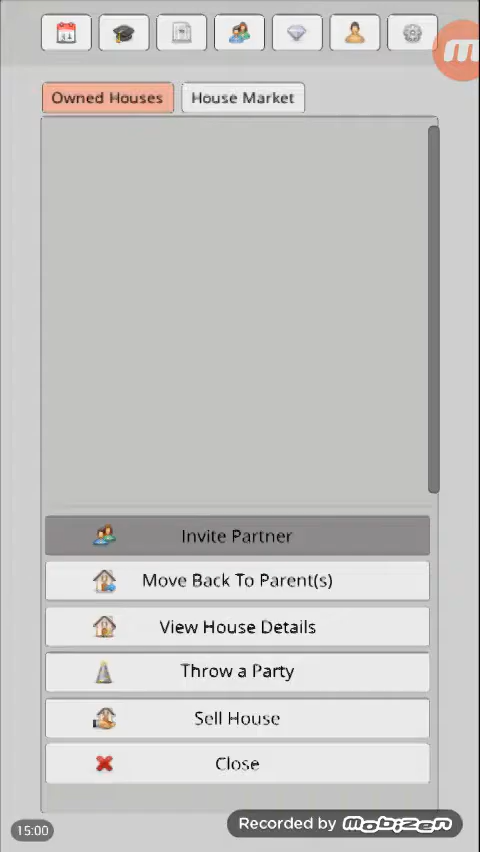 31
Owned Houses
House Market
Invite Partner
Move Back To Parent(s)
View House Details
Throw a Party
Sell House
Close
15:00
Recorded by mobizen